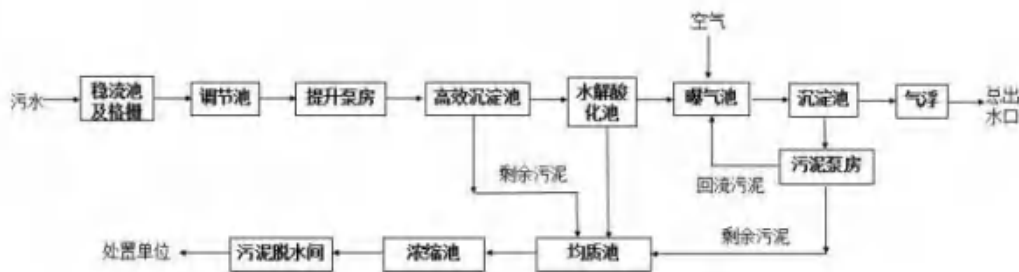 空气
污水
稳流池
及格栅
调节池
提升泵房
高效沉淀池
水解酸
化池
曝气池
沉淀池
气浮
总出
水口
剩余污泥
回流污泥
污泥泵房
处置单位
污泥脱水间
浓缩池
均质池
剩余污泥